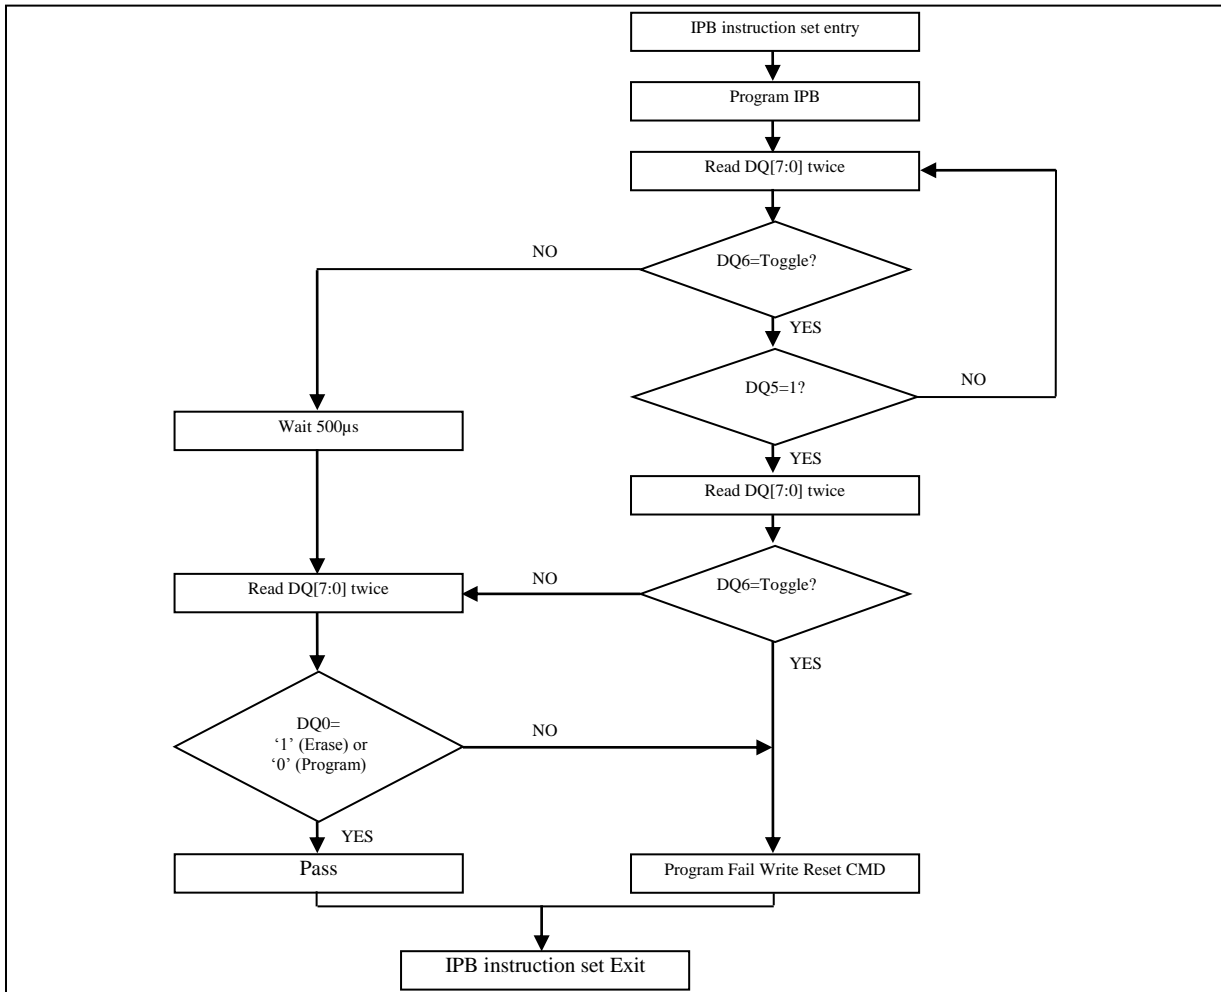 IPB instruction set entry
Program IPB
Read DQ[7:0] twice
NO
DQ6=Toggle?
YES
DQ5=1?
NO
Wait 500µs
YES
Read DQ[7:0] twice
Read DQ[7:0] twice
NO
DQ6=Toggle?
YES
DQ0=
‘1’ (Erase) or
‘0’ (Program)
NO
YES
Pass
Program Fail Write Reset CMD
IPB instruction set Exit